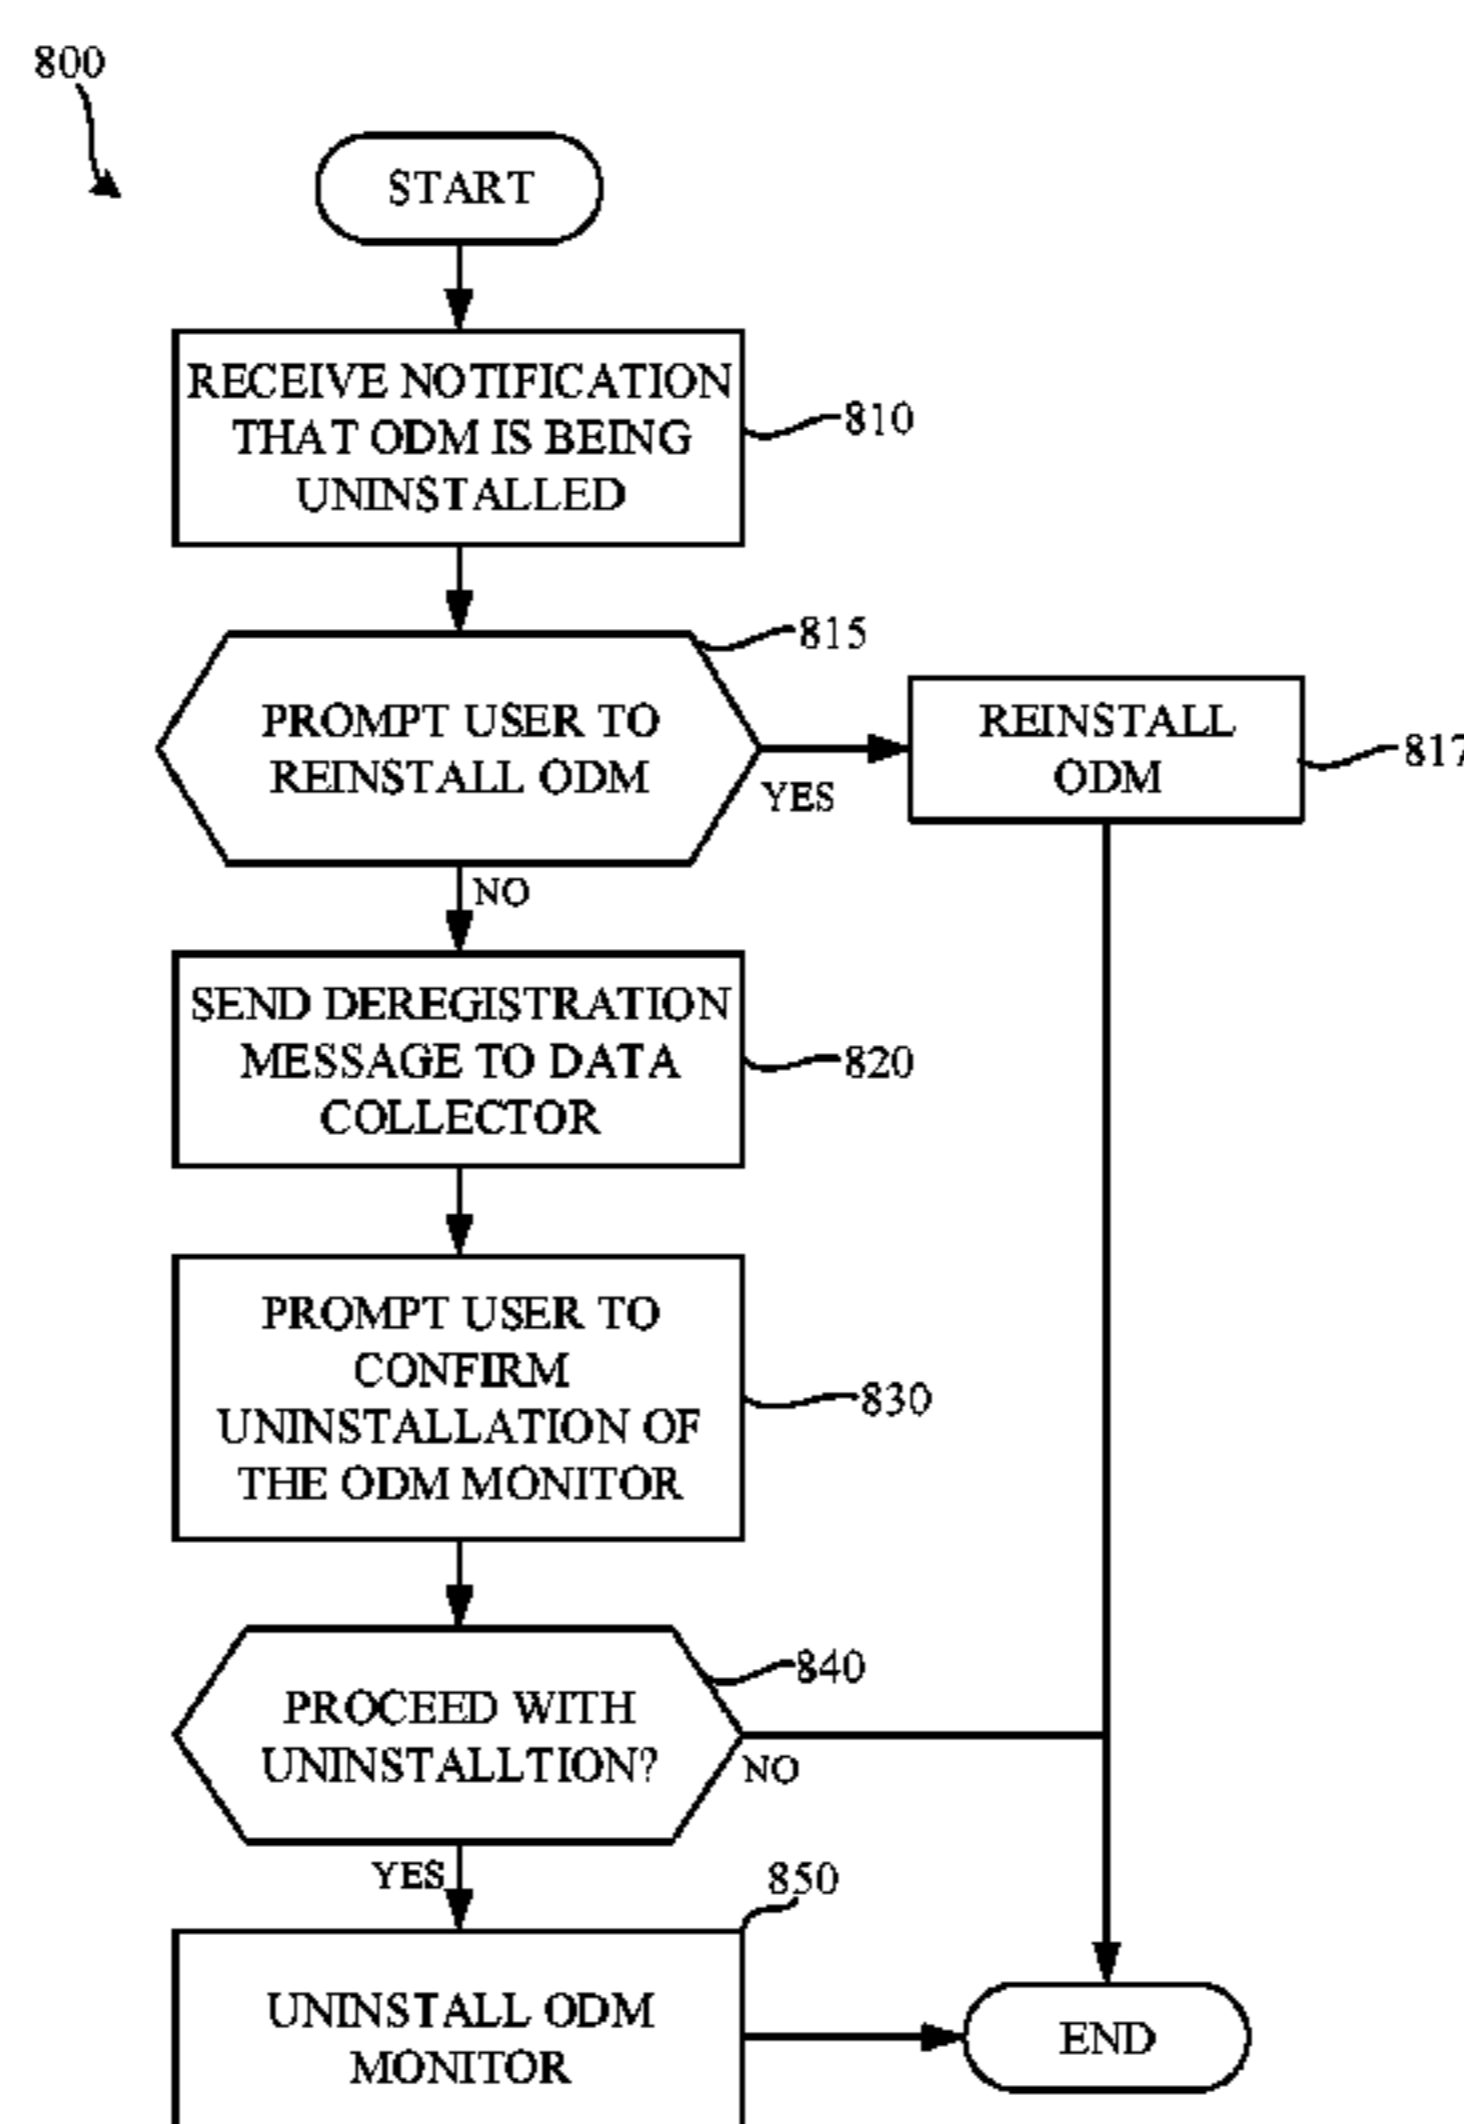 800
START
RECEIVE NOTIFICATION
THAT ODM IS BEING
UNINSTALLED
810
815
PROMPT USER TO
REINSTALL ODM
YES
REINSTALL
ODM
817
NO
SEND DEREGISTRATION
MESSAGE TO DATA
COLLECTOR
820
PROMPT USER TO
CONFIRM
UNINSTALLATION OF
THE ODM MONITOR
830
840
PROCEED WITH
UNINSTALLTION?
NO
YES
850
UNINSTALL ODM
MONITOR
END